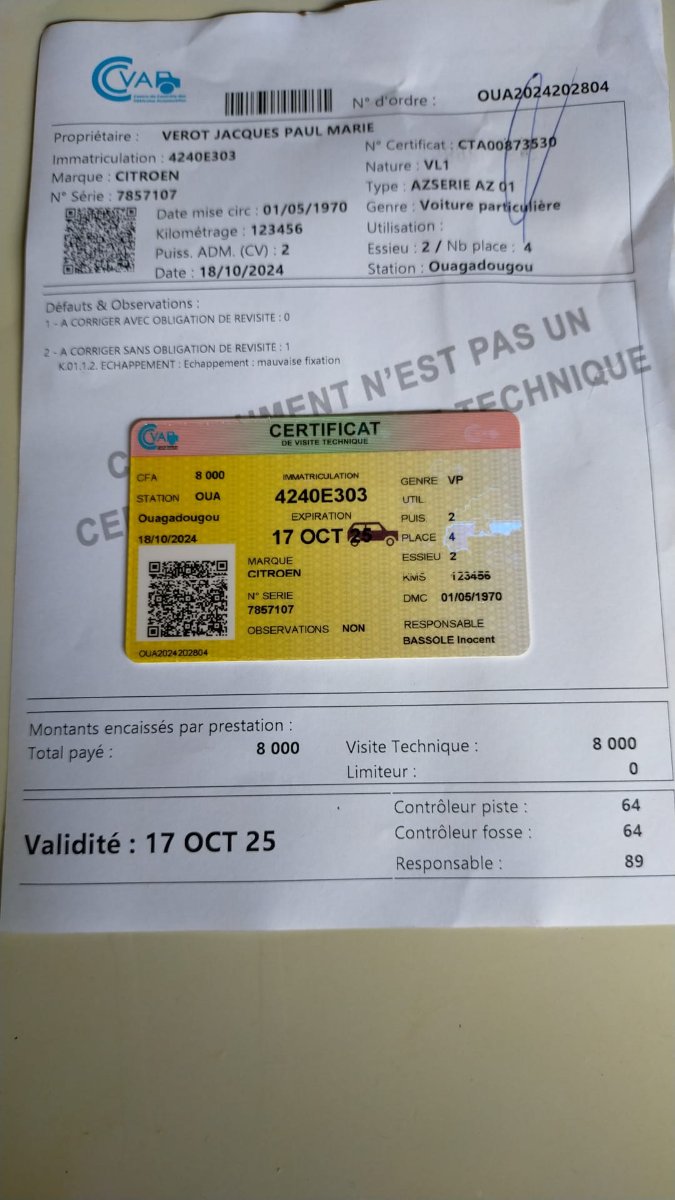 CCVAD
Centre de Contrôle des
Véhicules Automobiles
N° d'ordre : OUA2024202804
Propriétaire : VEROT JACQUES PAUL MARIE
Immatriculation : 4240E303
Marque : CITROEN
N° Série : 7857107
Date mise circ : 01/05/1970
Kilométrage : 123456
Puiss. ADM. (CV) : 2
Date : 18/10/2024
N° Certificat : CTA00873530
Nature : VL1
Type : AZSERIE AZ 01
Genre : Voiture particulière
Utilisation :
Essieu : 2 / Nb place : 4
Station : Ouagadougou
Défauts & Observations :
1 - A CORRIGER AVEC OBLIGATION DE REVISITE : 0
2 - A CORRIGER SANS OBLIGATION DE REVISITE : 1
K.01.1.2. ECHAPPEMENT : Echappement : mauvaise fixation
N'EST PAS UN
TECHNIQUE
CERTIFICAT
DE VISITE TECHNIQUE
CFA 8 000
STATION OUA
Ouagadougou
18/10/2024
OUA2024202804
IMMATRICULATION
4240E303
EXPIRATION
17 OCT 25
MARQUE
CITROEN
N° SERIE
7857107
OBSERVATIONS NON
GENRE VP
UTIL
PUIS. 2
PLACE 4
ESSIEU 2
KMS 123456
DMC 01/05/1970
RESPONSABLE
BASSOLE Inocent
Montants encaissés par prestation :
Total payé : 8 000
Visite Technique : 8 000
Limiteur : 0
Validité : 17 OCT 25
Contrôleur piste : 64
Contrôleur fosse : 64
Responsable : 89